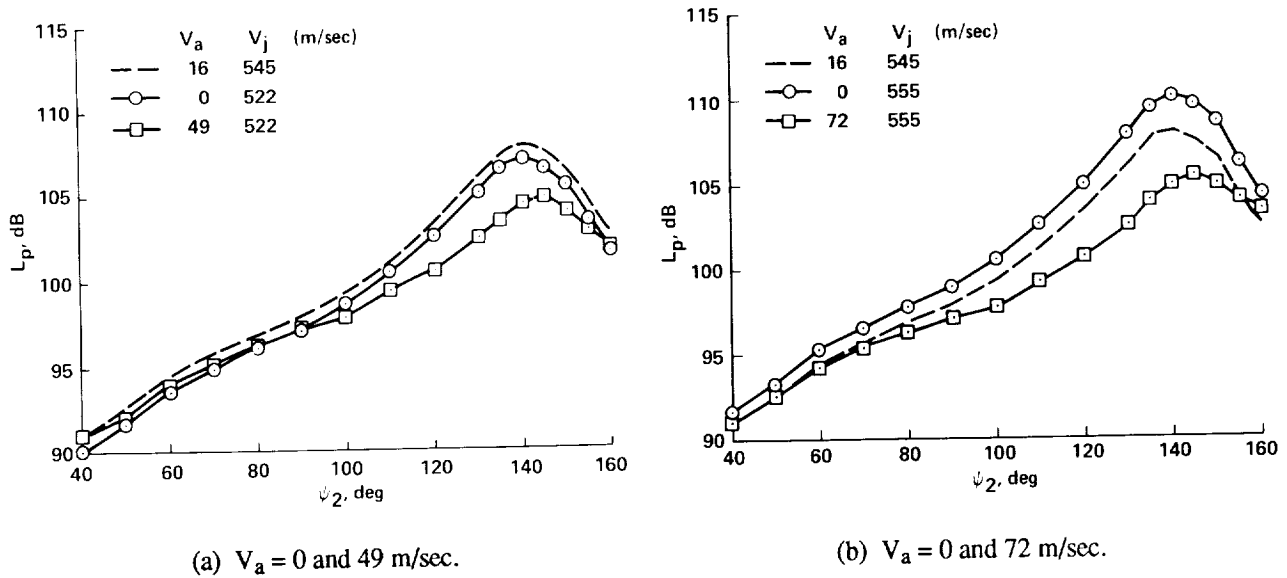 115
110
105
100
95
90
L_p, dB
V_a V_j (m/sec)
16 545
0 522
49 522
40 60 80 100 120 140 160
ψ_2, deg
(a) V_a = 0 and 49 m/sec.
115
110
105
100
95
90
L_p, dB
V_a V_j (m/sec)
16 545
0 555
72 555
40 60 80 100 120 140 160
ψ_2, deg
(b) V_a = 0 and 72 m/sec.